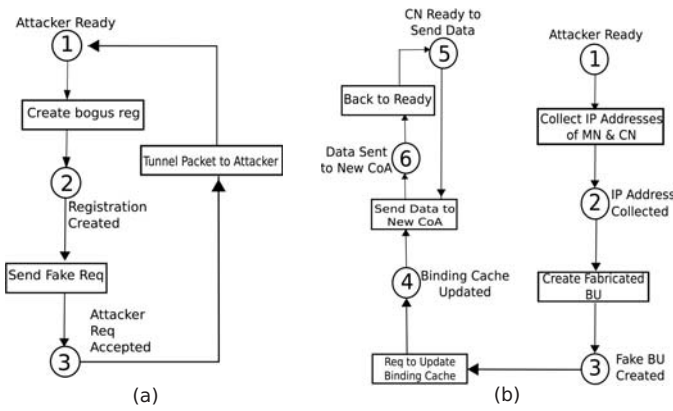 Attacker Ready
1
Create bogus reg
2
Registration
Created
Send Fake Req
Attacker
Req
Accepted
3
Tunnel Packet to Attacker
(a)
CN Ready to
Send Data
5
Back to Ready
Data Sent
to New CoA
6
Send Data to
New CoA
4
Binding Cache
Updated
Req to Update
Binding Cache
Attacker Ready
1
Collect IP Addresses
of MN & CN
2
IP Address
Collected
Create Fabricated
BU
3
Fake BU
Created
(b)